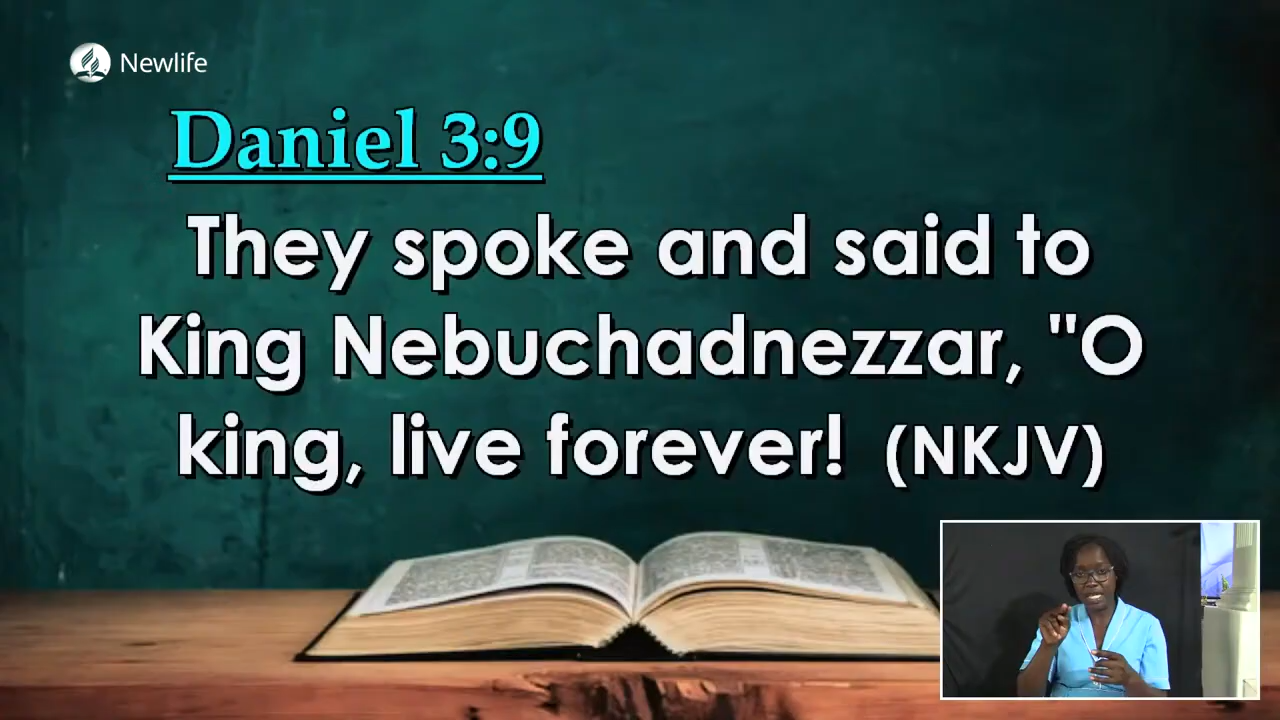 Newlife
Daniel 3:9
They spoke and said to
King Nebuchadnezzar, "O
king, live forever! (NKJV)